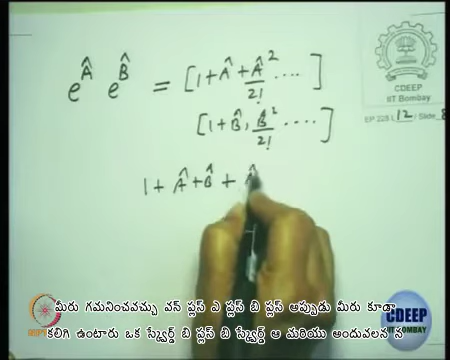 e^Â e^B̂ = [1 + Â + Â²/2! ....]
[1 + B̂, B̂²/2! ....]
1 + Â + B̂ +
CDEEP
IIT Bombay
EP 225 L 12 / Slide
మీరు గమనించవచ్చు వన్ ప్లస్ ఎ ప్లస్ బి ప్లస్ అప్పుడు మీరు కూడా
కలిగి ఉంటారు ఒక స్క్వేర్డ్ బి ప్లస్ బి స్క్వేర్డ్ ఆ మరియు అందువలన స
CDEEP
IIT Bombay